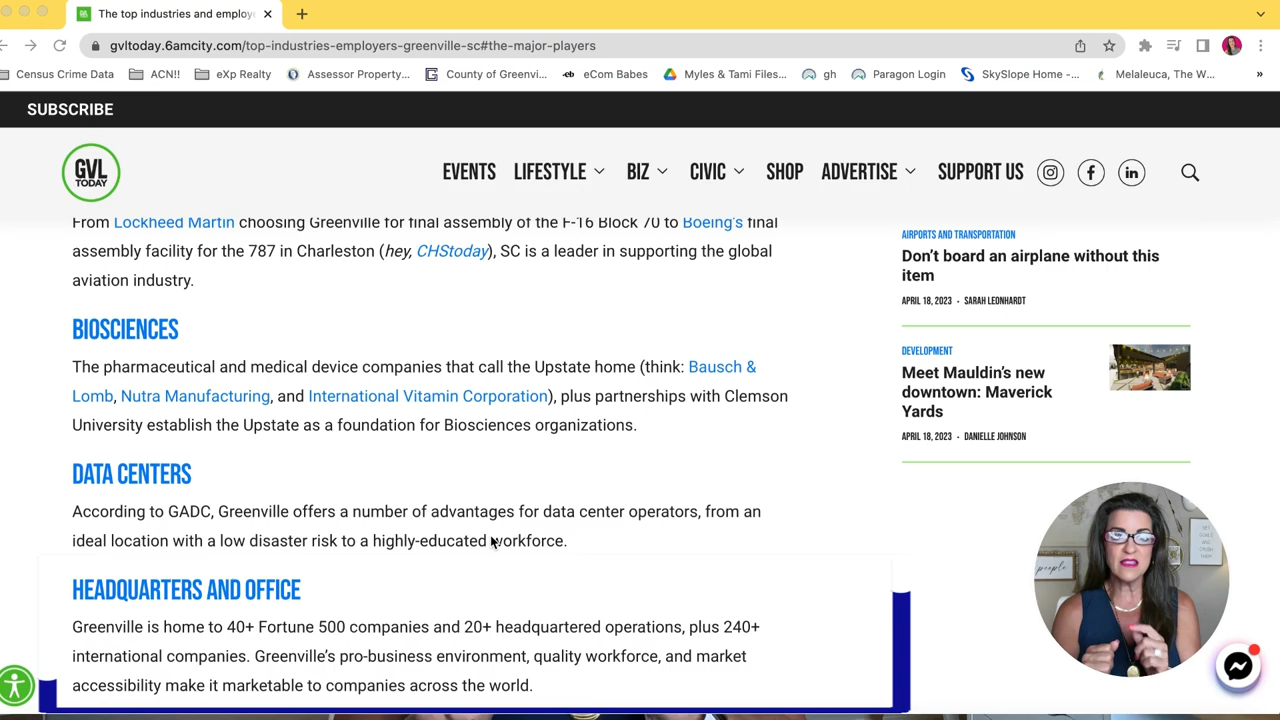 The top industries and employ
gvltoday.6amcity.com/top-industries-employers-greenville-sc#the-major-players
Census Crime Data
ACN!!
eXp Realty
Assessor Property...
County of Greenvi...
eCom Babes
Myles & Tami Files...
gh
Paragon Login
SkySlope Home -...
Melaleuca, The W...
»
SUBSCRIBE
GVL
TODAY
EVENTS
LIFESTYLE
BIZ
CIVIC
SHOP
ADVERTISE
SUPPORT US
From Lockheed Martin choosing Greenville for final assembly of the F-16 Block 70 to Boeing's final
assembly facility for the 787 in Charleston (hey, CHStoday), SC is a leader in supporting the global
aviation industry.
BIOSCIENCES
The pharmaceutical and medical device companies that call the Upstate home (think: Bausch &
Lomb, Nutra Manufacturing, and International Vitamin Corporation), plus partnerships with Clemson
University establish the Upstate as a foundation for Biosciences organizations.
DATA CENTERS
According to GADC, Greenville offers a number of advantages for data center operators, from an
ideal location with a low disaster risk to a highly-educated workforce.
HEADQUARTERS AND OFFICE
Greenville is home to 40+ Fortune 500 companies and 20+ headquartered operations, plus 240+
international companies. Greenville's pro-business environment, quality workforce, and market
accessibility make it marketable to companies across the world.
AIRPORTS AND TRANSPORTATION
Don't board an airplane without this
item
APRIL 18, 2023 • SARAH LEONHARDT
DEVELOPMENT
Meet Mauldin's new
downtown: Maverick
Yards
APRIL 18, 2023 • DANIELLE JOHNSON
people